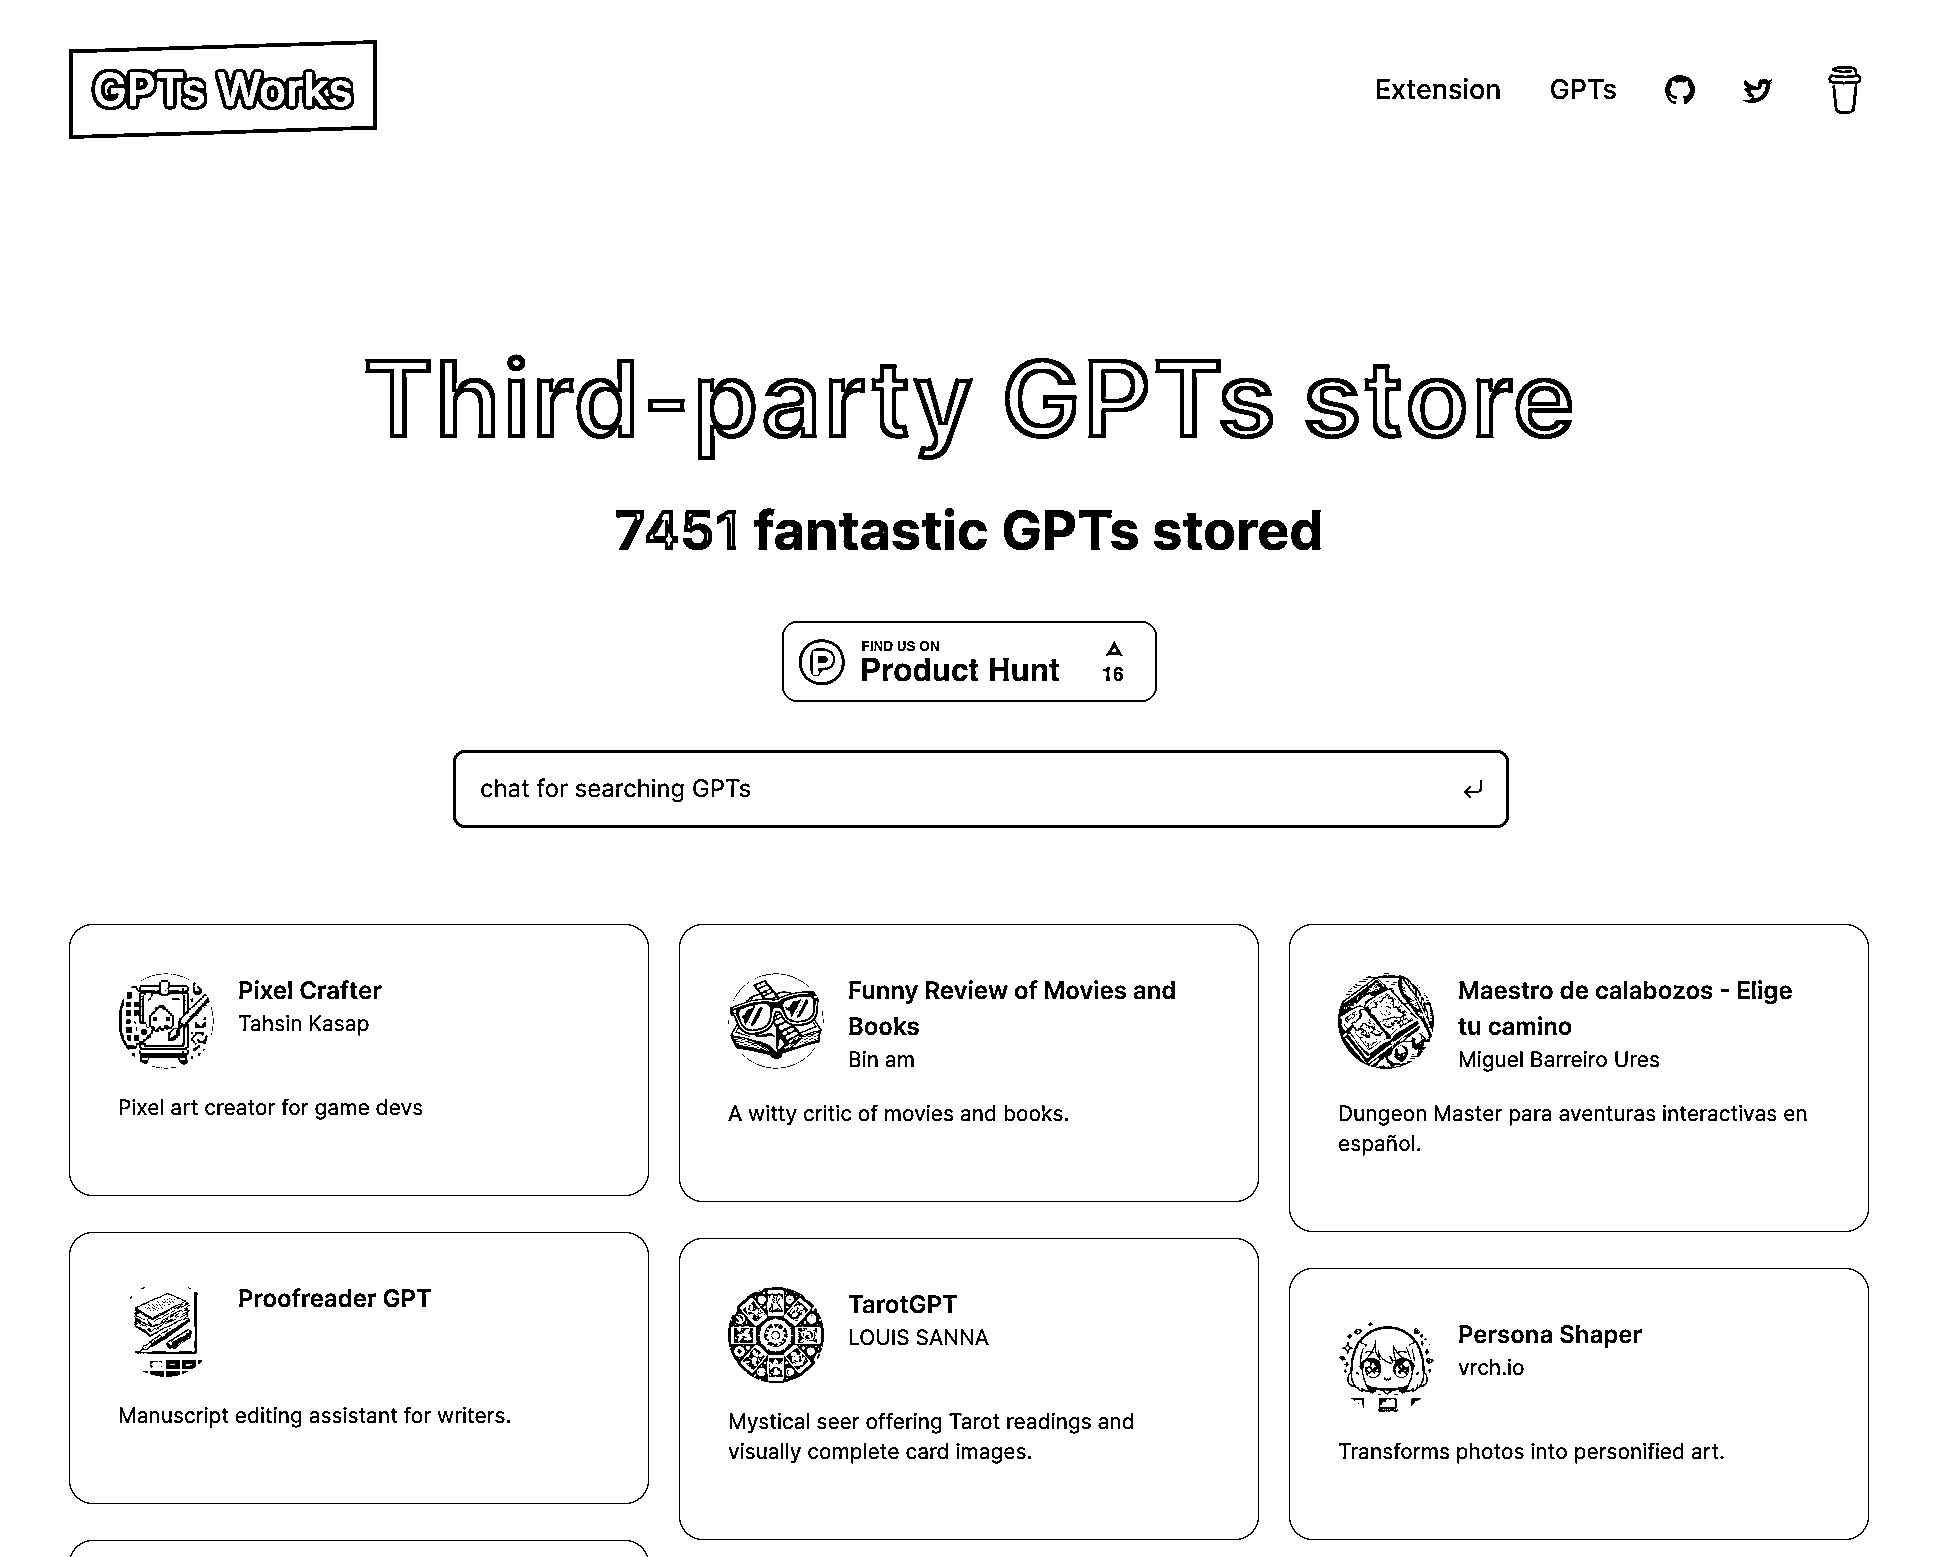 GPTs Works
Extension
GPTs
Third-party GPTs store
7451 fantastic GPTs stored
FIND US ON
Product Hunt
16
chat for searching GPTs
Pixel Crafter
Tahsin Kasap
Pixel art creator for game devs
Funny Review of Movies and
Books
Bin am
A witty critic of movies and books.
Maestro de calabozos - Elige
tu camino
Miguel Barreiro Ures
Dungeon Master para aventuras interactivas en
español.
Proofreader GPT
Manuscript editing assistant for writers.
TarotGPT
LOUIS SANNA
Mystical seer offering Tarot readings and
visually complete card images.
Persona Shaper
vrch.io
Transforms photos into personified art.